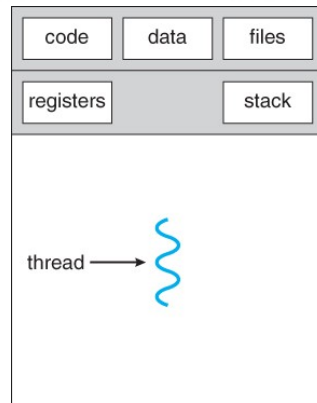 code data files
registers stack
thread